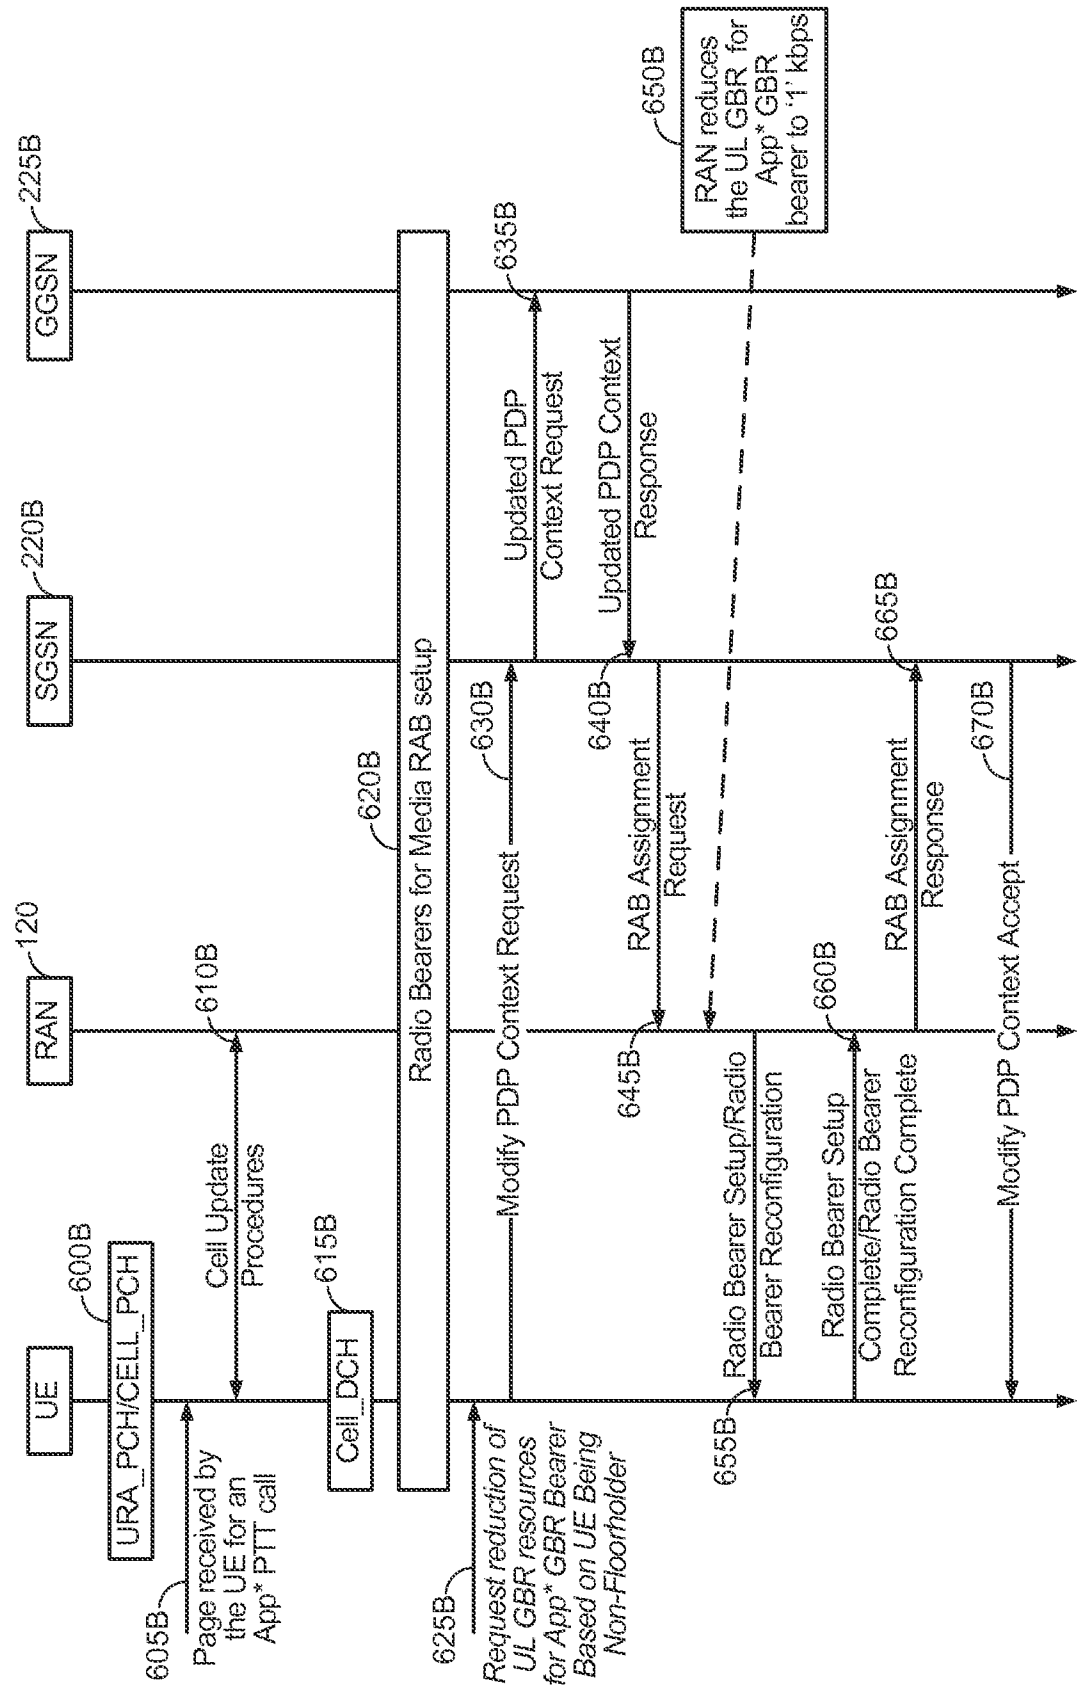 UE
RAN
120
SGSN
220B
GGSN
225B
URA_PCH/CELL_PCH
600B
605B
Page received by
the UE for an
App* PTT call
Cell Update
Procedures
610B
Cell_DCH
615B
620B
Radio Bearers for Media RAB setup
625B
Request reduction of
UL GBR resources
for App* GBR Bearer
Based on UE Being
Non-Floorholder
Modify PDP Context Request
630B
Updated PDP
Context Request
635B
Updated PDP Context
Response
640B
RAB Assignment
Request
645B
650B
RAN reduces
the UL GBR for
App* GBR
bearer to '1' kbps
Radio Bearer Setup/Radio
Bearer Reconfiguration
655B
Radio Bearer Setup
Complete/Radio Bearer
Reconfiguration Complete
660B
RAB Assignment
Response
665B
Modify PDP Context Accept
670B